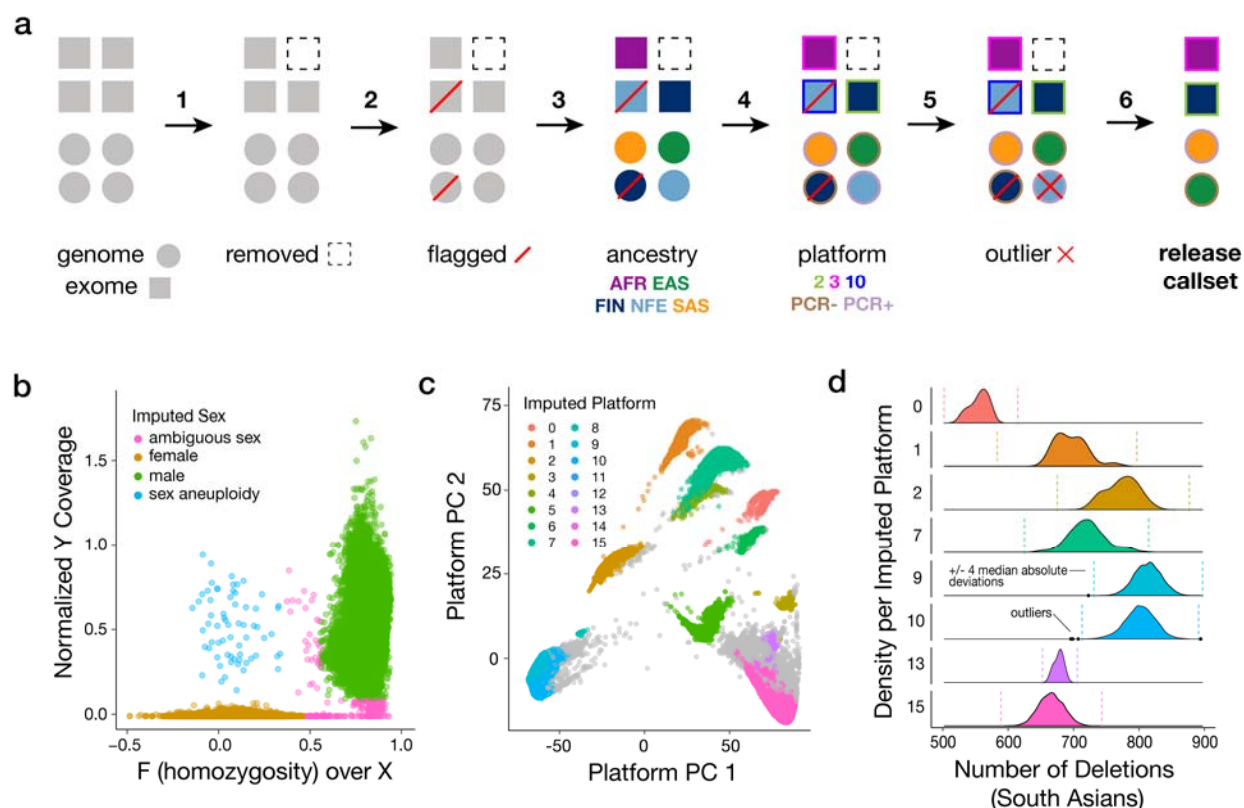 a
1 2 3 4 5 6
genome removed flagged ancestry platform outlier release
exome AFR EAS 2 3 10 callset
FIN NFE SAS PCR- PCR+
b
Normalized Y Coverage
Imputed Sex
ambiguous sex
female
male
sex aneuploidy
1.5
1.0
0.5
0.0
−0.5 0.0 0.5 1.0
F (homozygosity) over X
c
Platform PC 2
Imputed Platform
0 8
1 9
2 10
3 11
4 12
5 13
6 14
7 15
75
50
25
0
-50 0 50
Platform PC 1
d
Density per Imputed Platform
0
1
2
7
9
10
13
15
+/- 4 median absolute
deviations
outliers
500 600 700 800 900
Number of Deletions
(South Asians)